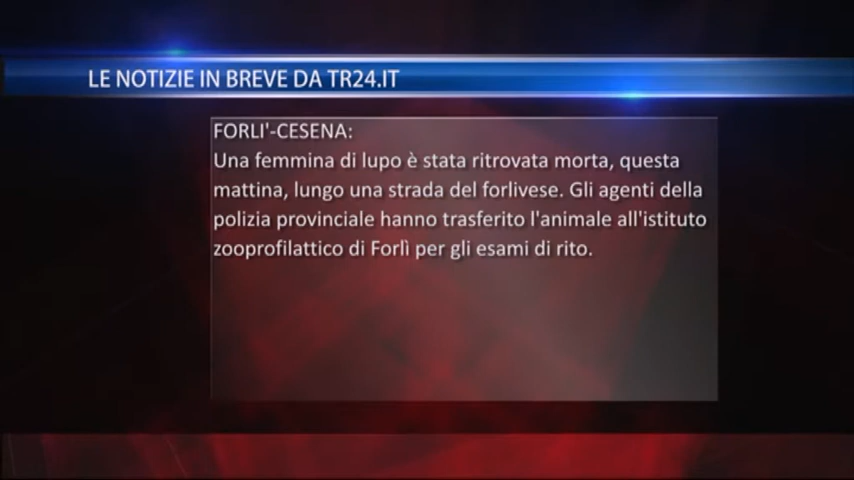 LE NOTIZIE IN BREVE DA TR24.IT
FORLI'-CESENA:
Una femmina di lupo è stata ritrovata morta, questa
mattina, lungo una strada del forlivese. Gli agenti della
polizia provinciale hanno trasferito l'animale all'istituto
zooprofilattico di Forlì per gli esami di rito.